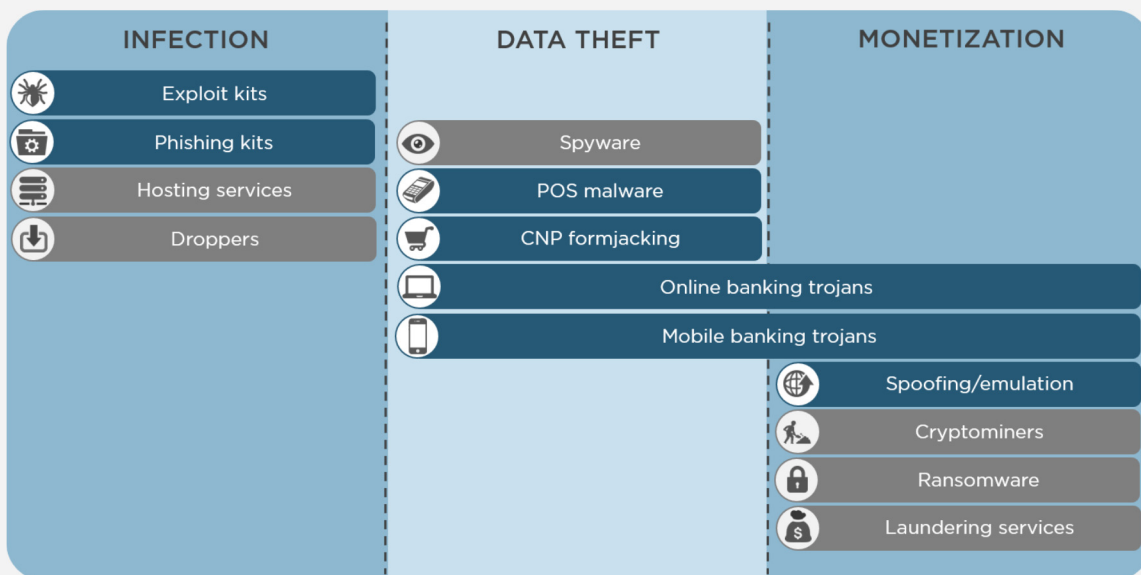 INFECTION
DATA THEFT
MONETIZATION
Exploit kits
Phishing kits
Hosting services
Droppers
Spyware
POS malware
CNP formjacking
Online banking trojans
Mobile banking trojans
Spoofing/emulation
Cryptominers
Ransomware
Laundering services
$